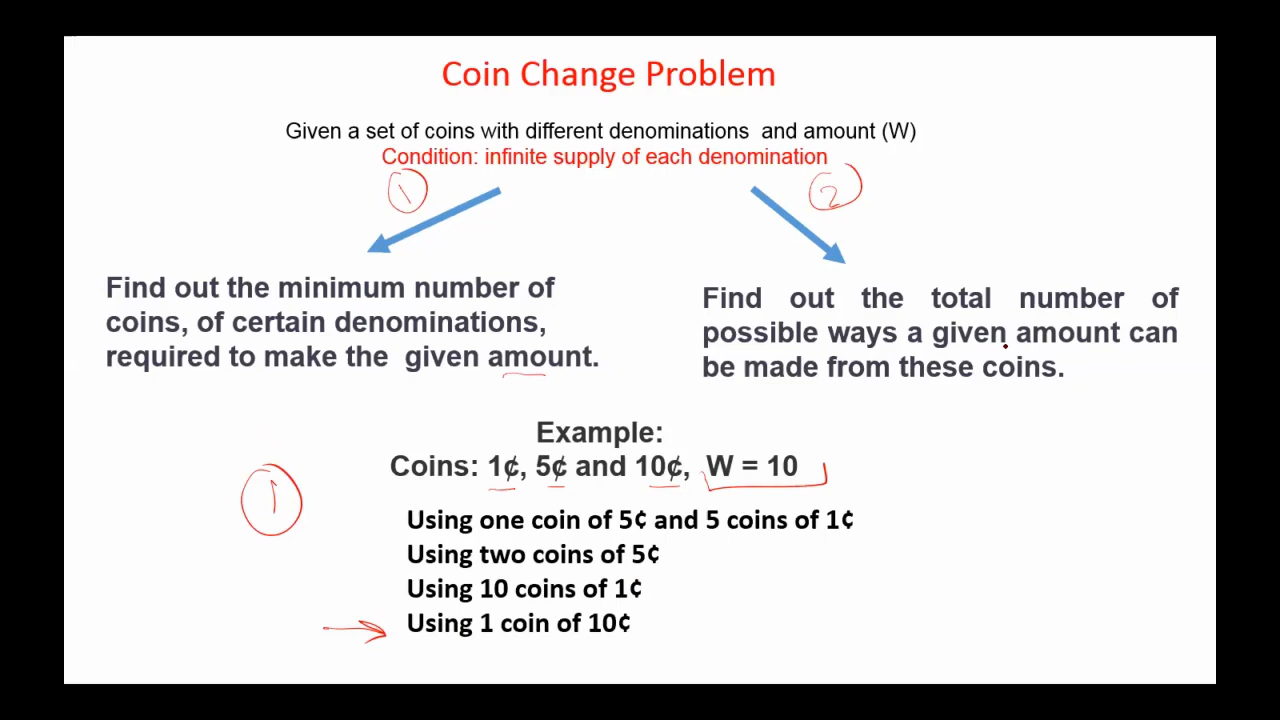 Coin Change Problem
Given a set of coins with different denominations and amount (W)
Condition: infinite supply of each denomination
1
2
Find out the minimum number of
coins, of certain denominations,
required to make the given amount.
Find out the total number of
possible ways a given amount can
be made from these coins.
Example:
Coins: 1¢, 5¢ and 10¢, W = 10
1
Using one coin of 5¢ and 5 coins of 1¢
Using two coins of 5¢
Using 10 coins of 1¢
Using 1 coin of 10¢